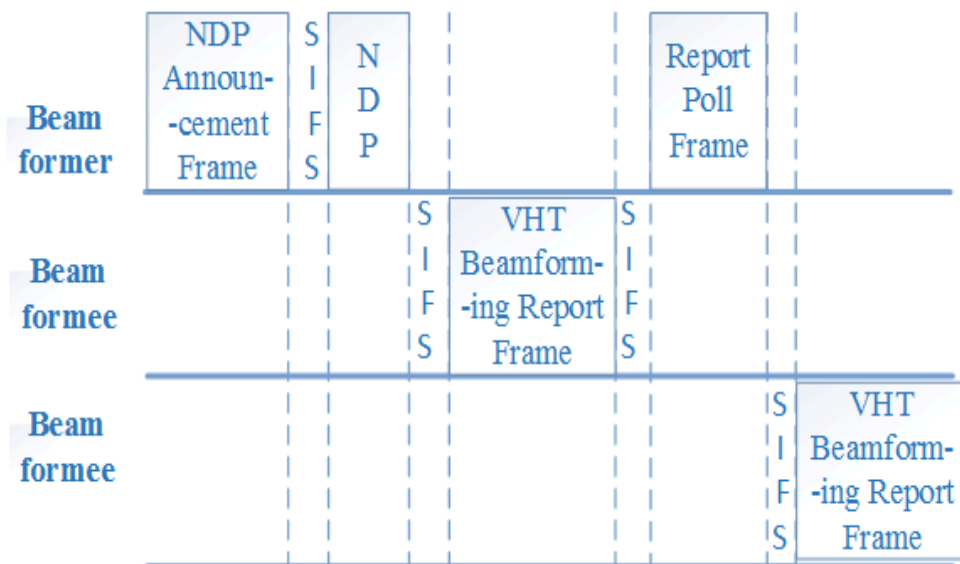 NDP
Announ-
-cement
Frame
S
I
F
S
N
D
P
Report
Poll
Frame
Beam
former
S
I
F
S
VHT
Beamform-
-ing Report
Frame
S
I
F
S
Beam
formee
S
I
F
S
VHT
Beamform-
-ing Report
Frame
Beam
formee